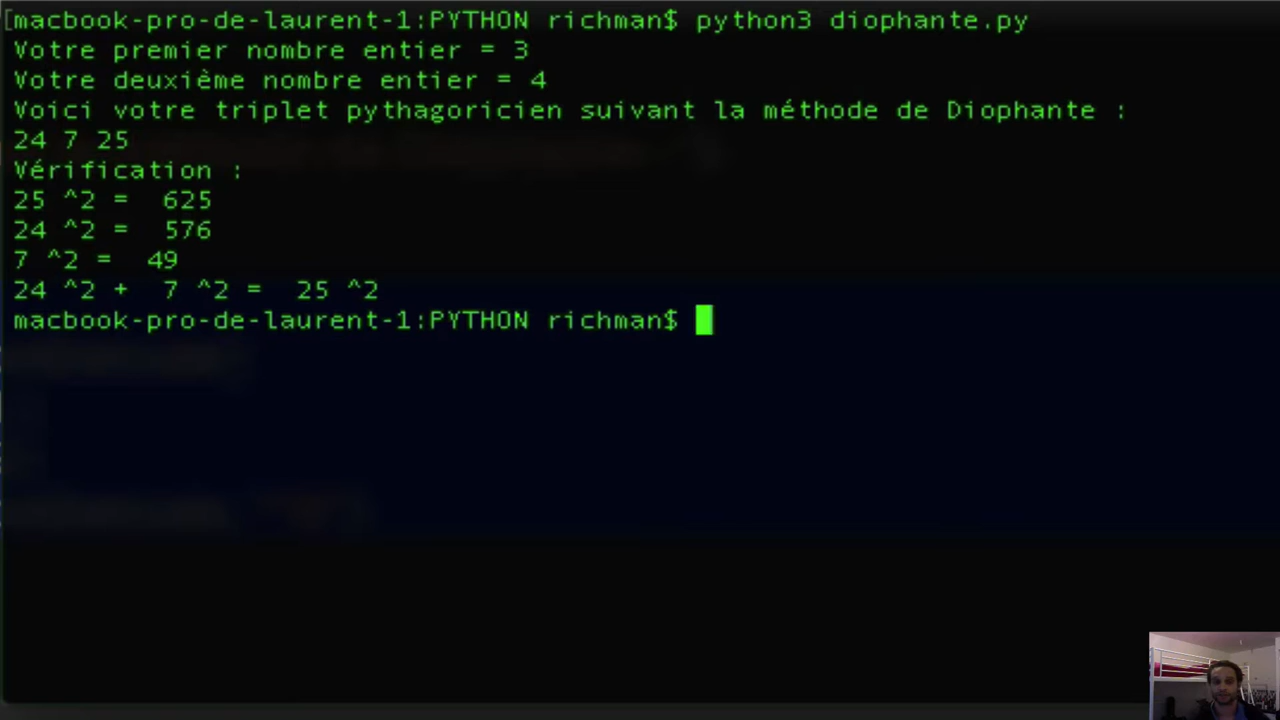 [macbook-pro-de-laurent-1:PYTHON richman$ python3 diophante.py
Votre premier nombre entier = 3
Votre deuxième nombre entier = 4
Voici votre triplet pythagoricien suivant la méthode de Diophante :
24 7 25
Vérification :
25 ^2 =  625
24 ^2 =  576
7 ^2 =  49
24 ^2 +  7 ^2 =  25 ^2
macbook-pro-de-laurent-1:PYTHON richman$